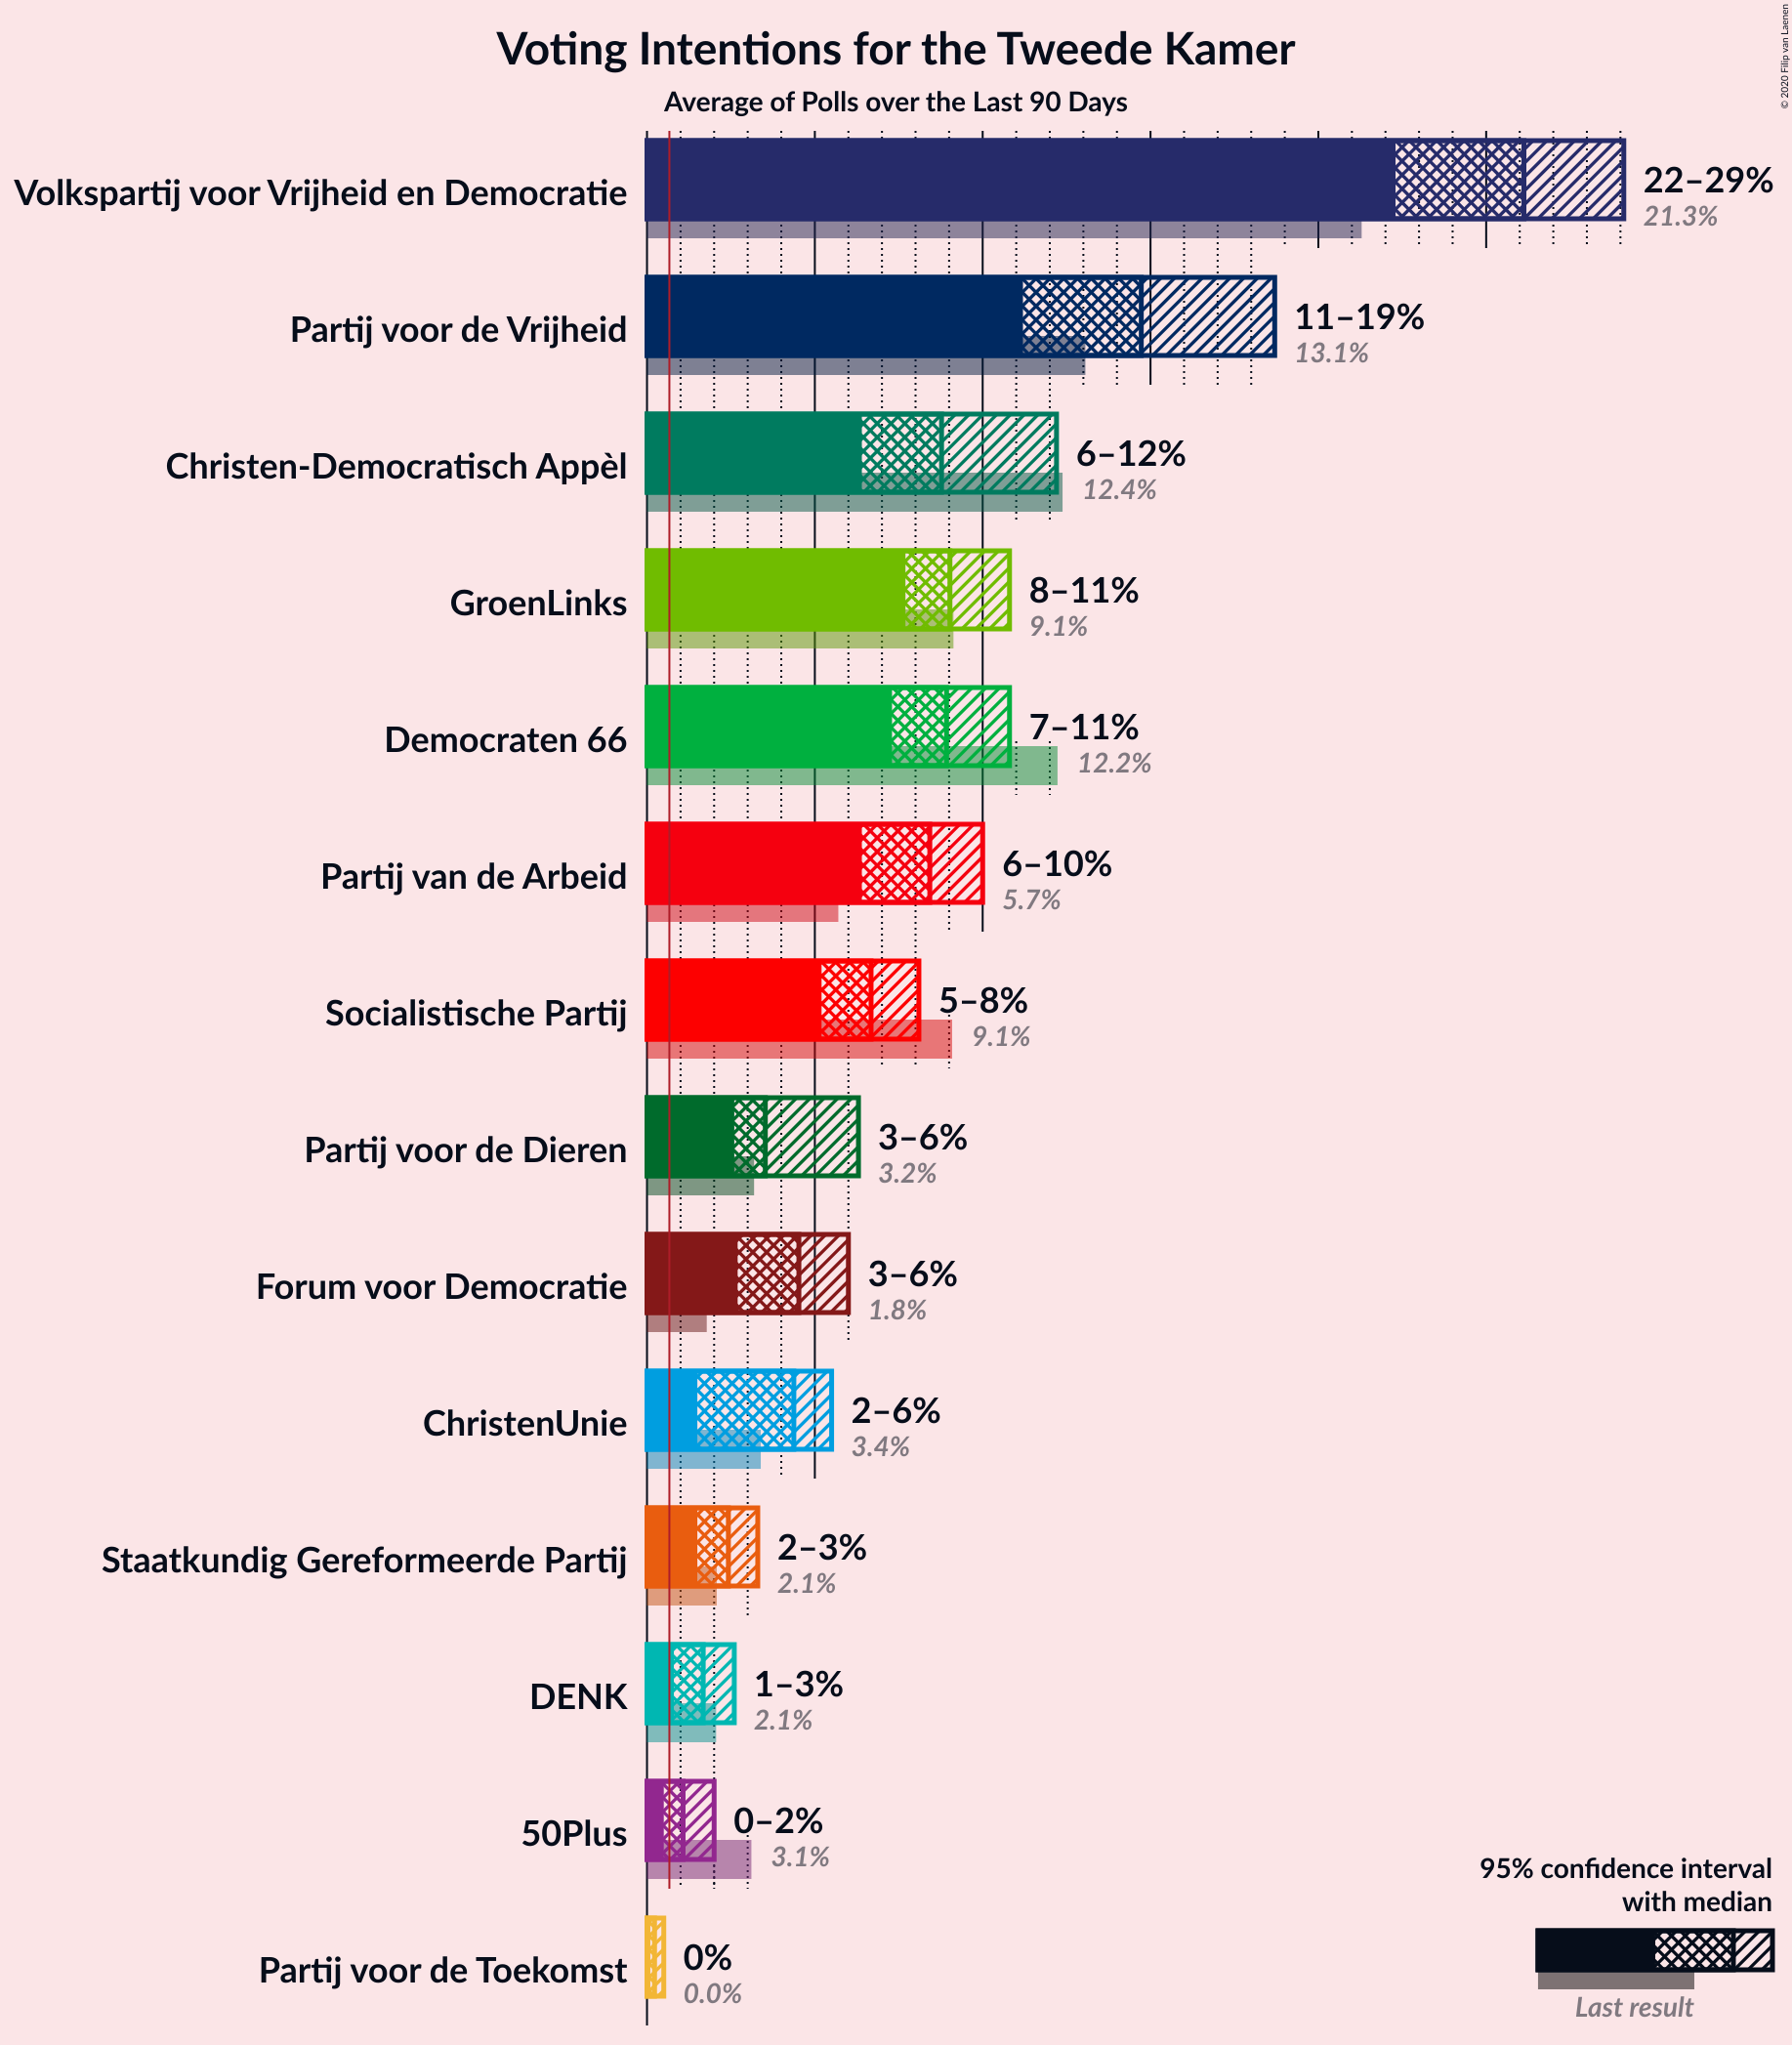 Voting Intentions for the Tweede Kamer
Average of Polls over the Last 90 Days
© 2020 Filip van Laenen
Volkspartij voor Vrijheid en Democratie
22–29%
21.3%
Partij voor de Vrijheid
11–19%
13.1%
Christen-Democratisch Appèl
6–12%
12.4%
GroenLinks
8–11%
9.1%
Democraten 66
7–11%
12.2%
Partij van de Arbeid
6–10%
5.7%
Socialistische Partij
5–8%
9.1%
Partij voor de Dieren
3–6%
3.2%
Forum voor Democratie
3–6%
1.8%
ChristenUnie
2–6%
3.4%
Staatkundig Gereformeerde Partij
2–3%
2.1%
DENK
1–3%
2.1%
50Plus
0–2%
3.1%
Partij voor de Toekomst
0%
0.0%
95% confidence interval
with median
Last result